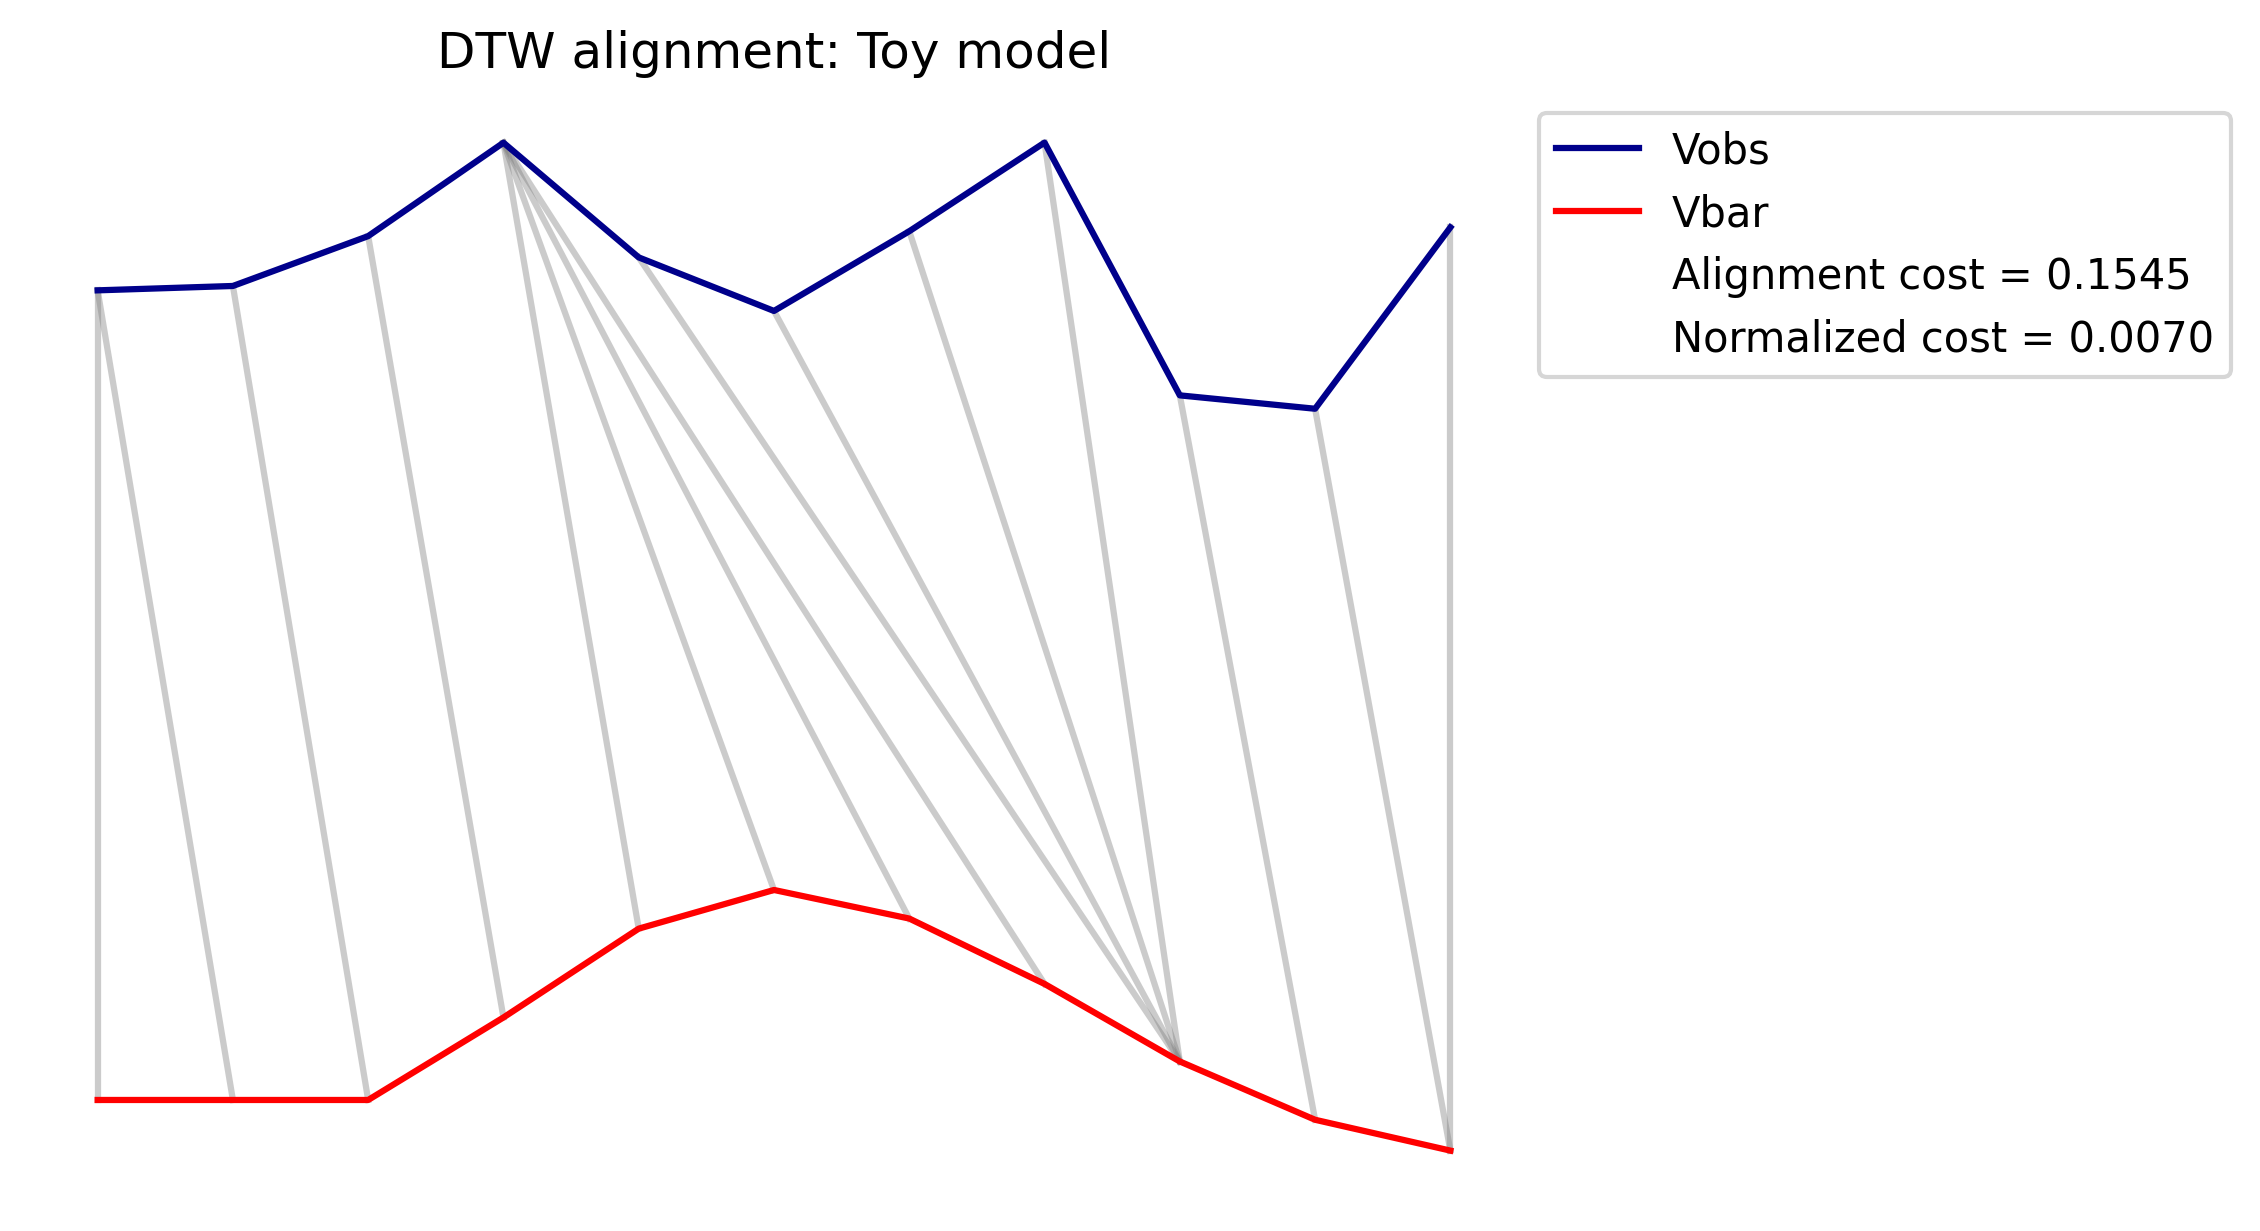 DTW alignment: Toy model
Vobs
Vbar
Alignment cost = 0.1545
Normalized cost = 0.0070